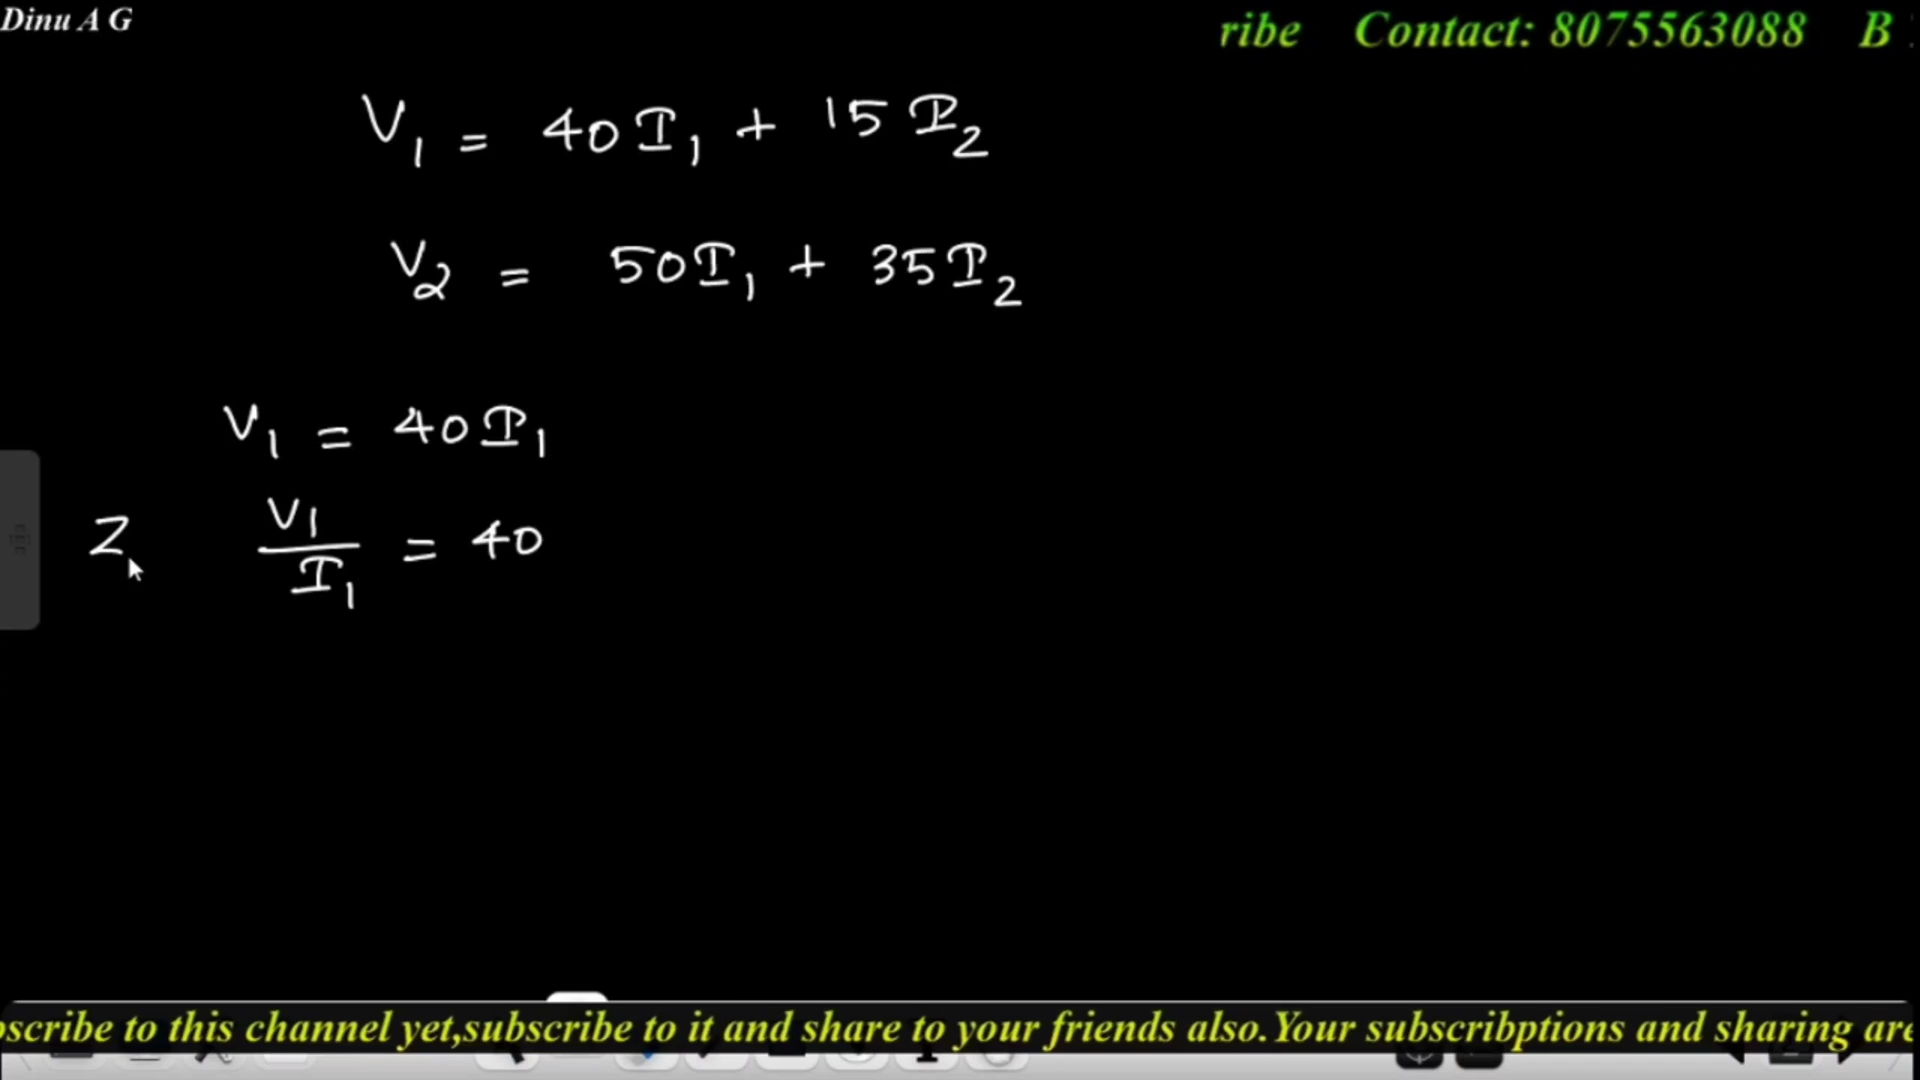 Dinu A G
ribe Contact: 8075563088 B
V₁ = 40I₁ + 15I₂
V₂ = 50I₁ + 35I₂
V₁ = 40I₁
Z V₁/I₁ = 40
scribe to this channel yet,subscribe to it and share to your friends also.Your subscribptions and sharing are